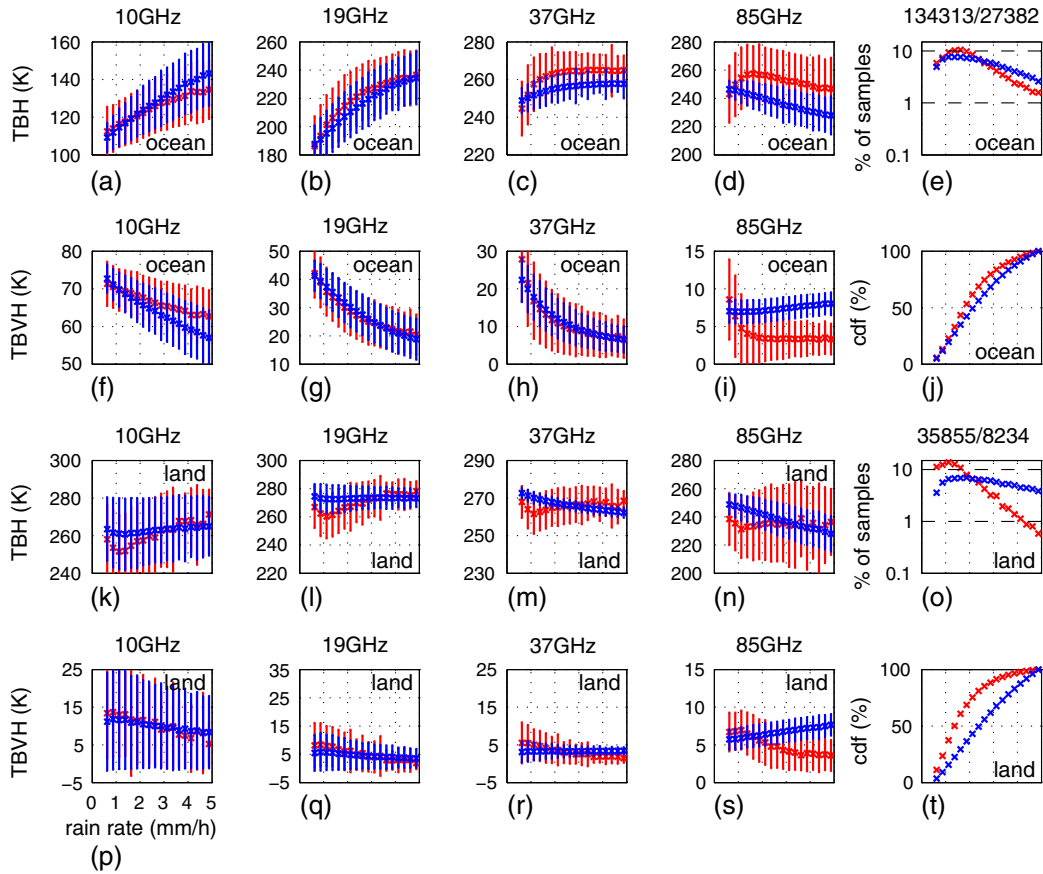 10GHz 19GHz 37GHz 85GHz 134313/27382
TBH (K) 160 140 120 100 ocean 260 240 220 200 180 ocean 280 260 240 220 ocean 280 260 240 220 200 ocean % of samples 10 1 0.1 ocean
(a) (b) (c) (d) (e)
10GHz 19GHz 37GHz 85GHz
TBVH (K) 80 70 60 50 ocean 50 40 30 20 10 ocean 30 20 10 0 ocean 15 10 5 0 ocean cdf (%) 100 50 0 ocean
(f) (g) (h) (i) (j)
10GHz 19GHz 37GHz 85GHz 35855/8234
TBH (K) 300 280 260 240 land 300 280 260 240 220 land 290 270 250 230 land 300 280 260 240 220 200 land % of samples 10 1 0.1 land
(k) (l) (m) (n) (o)
10GHz 19GHz 37GHz 85GHz
TBVH (K) 25 15 5 −5 land 35 25 15 5 −5 land 25 15 5 −5 land 15 10 5 0 land cdf (%) 100 50 0 land
0 1 2 3 4 5
rain rate (mm/h) (q) (r) (s) (t)
(p)